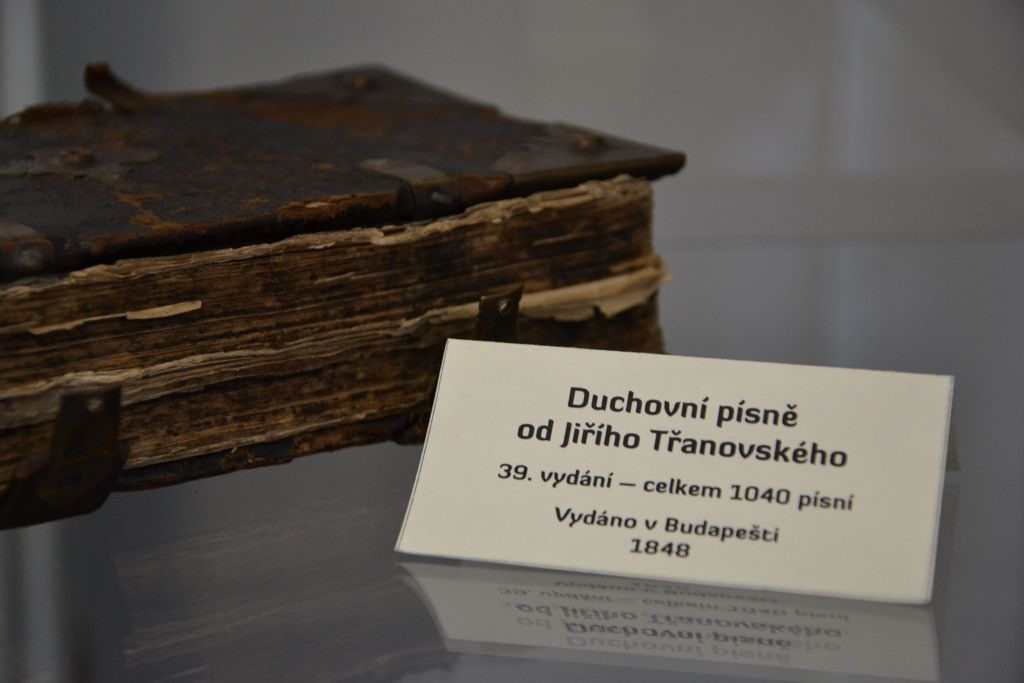 Duchovní písně
od Jiřího Třanovského
39. vydání — celkem 1040 písní
Vydáno v Budapešti
1848